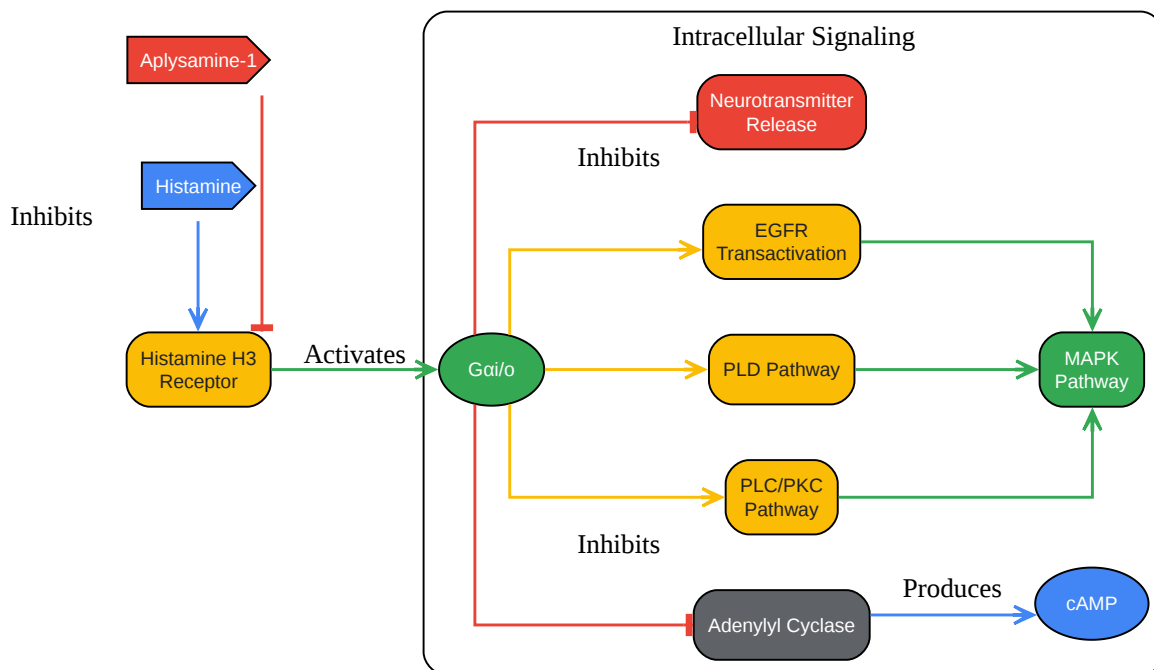 Intracellular Signaling
Aplysamine-1
Neurotransmitter
Release
Inhibits
Histamine
Inhibits
EGFR
Transactivation
Histamine H3
Receptor
Activates
Gαi/o
PLD Pathway
MAPK
Pathway
PLC/PKC
Pathway
Inhibits
Adenylyl Cyclase
Produces
cAMP